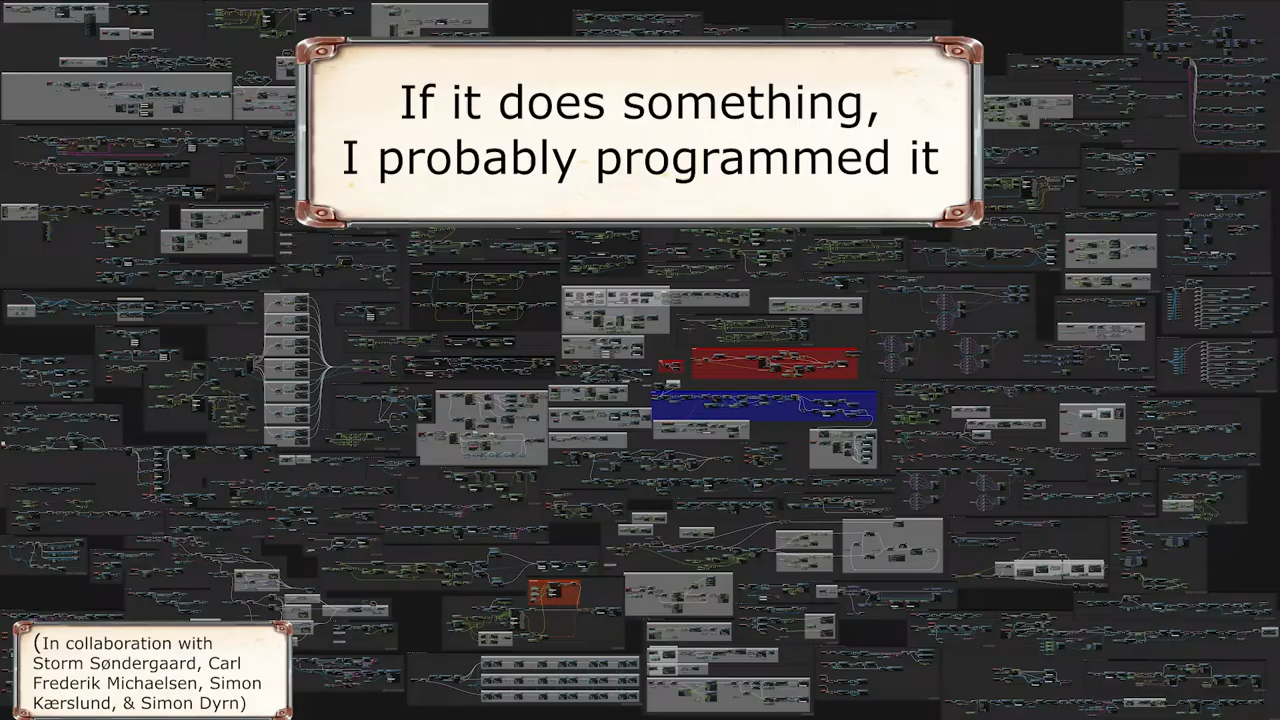 If it does something,
I probably programmed it
(In collaboration with
Storm Søndergaard, Carl
Frederik Michaelsen, Simon
Kærslund, & Simon Dyrn)